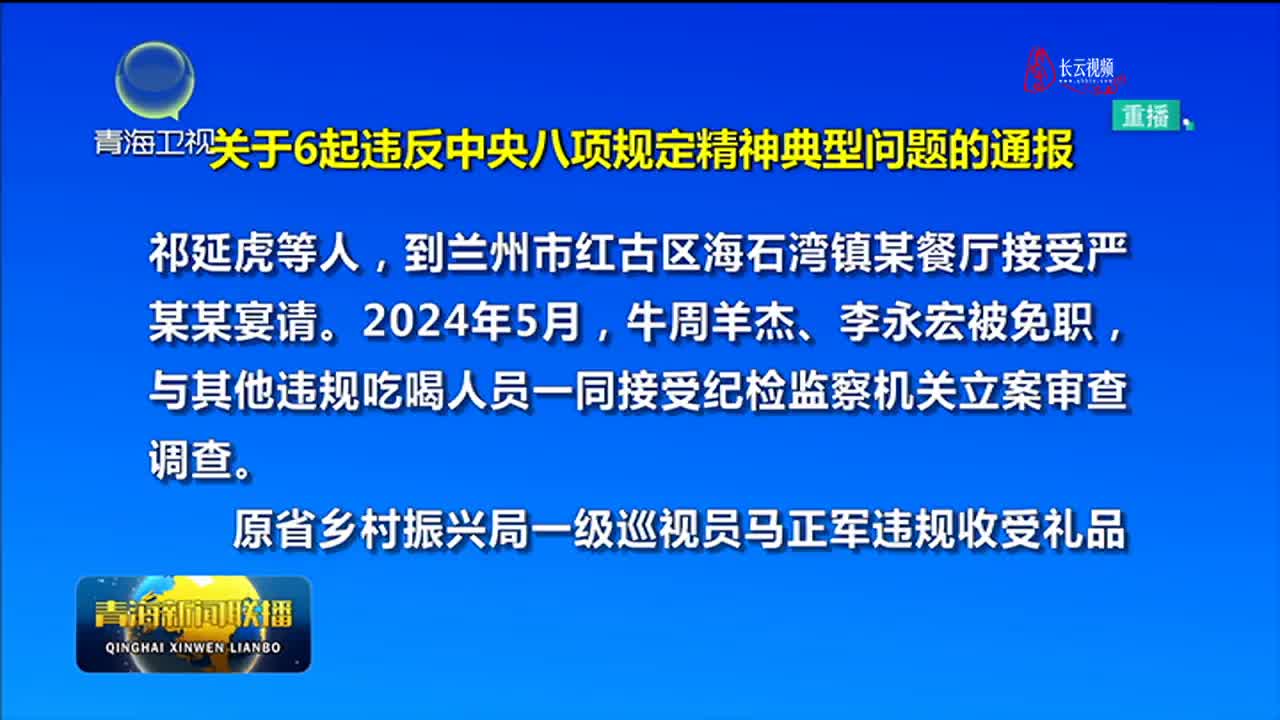 长云视频
重播
青海卫视
关于6起违反中央八项规定精神典型问题的通报
祁延虎等人，到兰州市红古区海石湾镇某餐厅接受严
某某宴请。2024年5月，牛周羊杰、李永宏被免职，
与其他违规吃喝人员一同接受纪检监察机关立案审查
调查。
原省乡村振兴局一级巡视员马正军违规收受礼品
青海新闻联播
QINGHAI XINWEN LIANBO